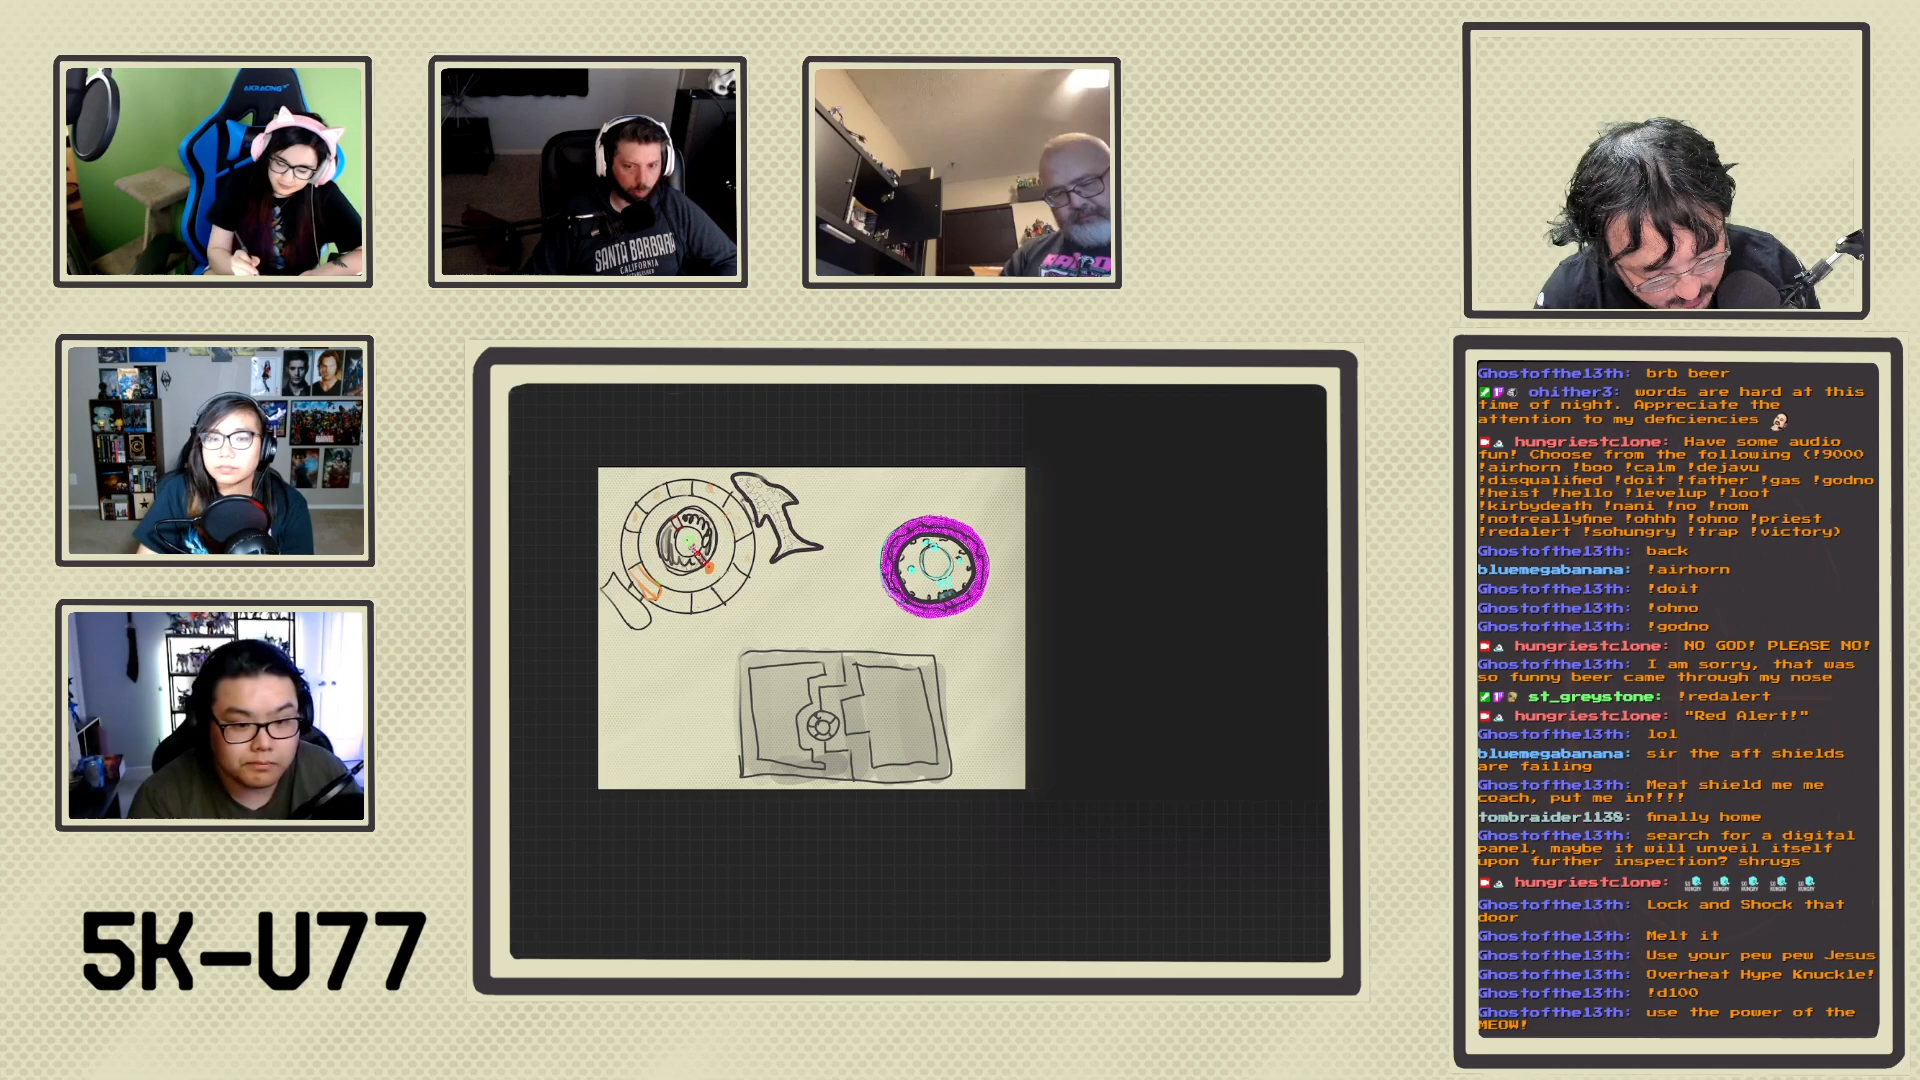 AKRACING
SANTA BARBARA
CALIFORNIA
Ghostofthe13th: brb beer
ohither3: words are hard at this
time of night. Appreciate the
attention to my deficiencies
hungriestclone: Have some audio
fun! Choose from the following (!9000
!airhorn !boo !calm !dejavu
!disqualified !doit !father !gas !godno
!heist !hello !levelup !loot
!kirbydeath !nani !no !nom
!notreallyfine !ohhh !ohno !priest
!redalert !sohungry !trap !victory)
Ghostofthe13th: back
bluemegabanana: !airhorn
Ghostofthe13th: !doit
Ghostofthe13th: !ohno
Ghostofthe13th: !godno
hungriestclone: NO GOD! PLEASE NO!
Ghostofthe13th: I am sorry, that was
so funny beer came through my nose
st_greystone: !redalert
hungriestclone: "Red Alert!"
Ghostofthe13th: lol
bluemegabanana: sir the aft shields
are failing
Ghostofthe13th: Meat shield me me
coach, put me in!!!!
tombraider1138: finally home
Ghostofthe13th: search for a digital
panel, maybe it will unveil itself
upon further inspection? shrugs
hungriestclone:
Ghostofthe13th: Lock and Shock that
door
Ghostofthe13th: Melt it
Ghostofthe13th: Use your pew pew Jesus
Ghostofthe13th: Overheat Hype Knuckle!
Ghostofthe13th: !d100
Ghostofthe13th: use the power of the
MEOW!
5K-U77